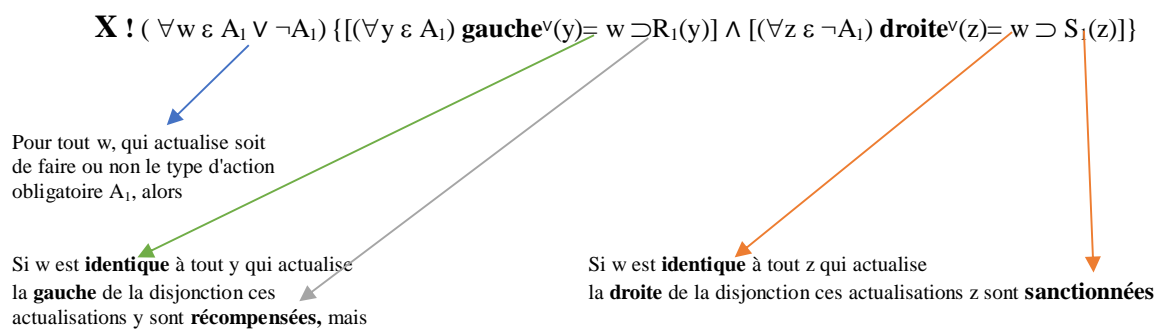 X ! ( ∀w ε A₁ ∨ ¬A₁) {[(∀y ε A₁) gaucheᵛ(y)= w ⊃R₁(y)] ∧ [(∀z ε ¬A₁) droiteᵛ(z)= w ⊃ S₁(z)]}
Pour tout w, qui actualise soit
de faire ou non le type d'action
obligatoire A₁, alors
Si w est identique à tout y qui actualise
la gauche de la disjonction ces
actualisations y sont récompensées, mais
Si w est identique à tout z qui actualise
la droite de la disjonction ces actualisations z sont sanctionnées